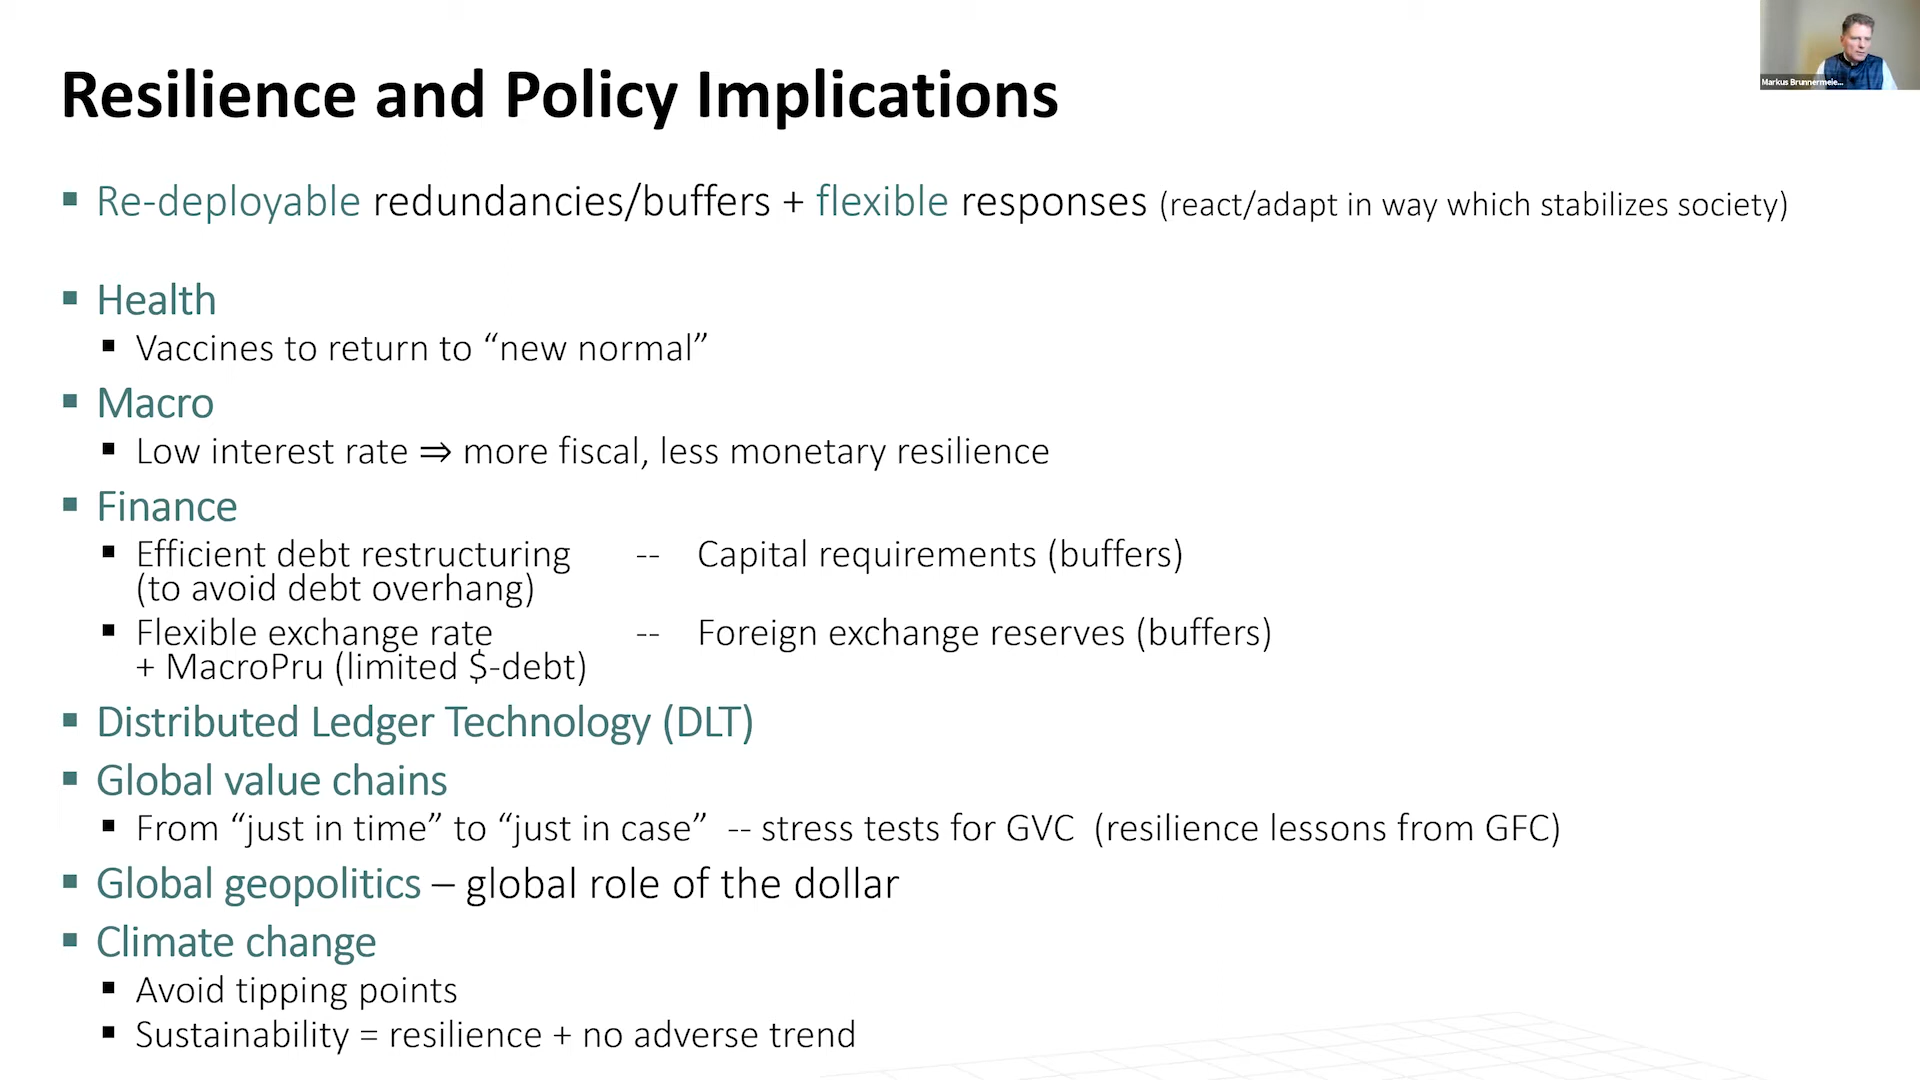 Markus Brunnermeie...
Resilience and Policy Implications
Re-deployable redundancies/buffers + flexible responses (react/adapt in way which stabilizes society)
Health
Vaccines to return to “new normal”
Macro
Low interest rate ⇒ more fiscal, less monetary resilience
Finance
Efficient debt restructuring -- Capital requirements (buffers)
(to avoid debt overhang)
Flexible exchange rate -- Foreign exchange reserves (buffers)
+ MacroPru (limited $-debt)
Distributed Ledger Technology (DLT)
Global value chains
From “just in time” to “just in case” -- stress tests for GVC (resilience lessons from GFC)
Global geopolitics – global role of the dollar
Climate change
Avoid tipping points
Sustainability = resilience + no adverse trend